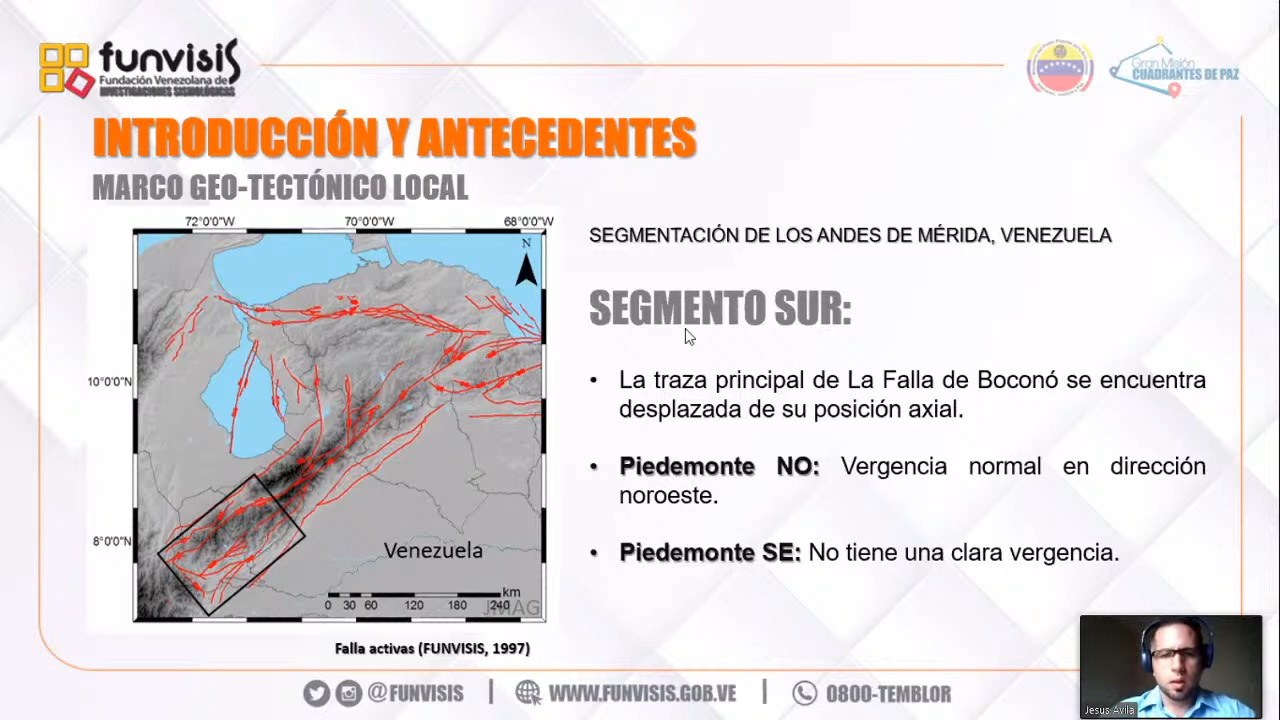 funvisis
Fundación Venezolana de
INVESTIGACIONES SISMOLÓGICAS
Gran Misión
CUADRANTES DE PAZ
INTRODUCCIÓN Y ANTECEDENTES
MARCO GEO-TECTÓNICO LOCAL
72°0'0"W 70°0'0"W 68°0'0"W
N
10°0'0"N
8°0'0"N
Venezuela
km
0 30 60 120 180 240
JMAG
Falla activas (FUNVISIS, 1997)
SEGMENTACIÓN DE LOS ANDES DE MÉRIDA, VENEZUELA
SEGMENTO SUR:
• La traza principal de La Falla de Boconó se encuentra
desplazada de su posición axial.
• Piedemonte NO: Vergencia normal en dirección
noroeste.
• Piedemonte SE: No tiene una clara vergencia.
@FUNVISIS | WWW.FUNVISIS.GOB.VE | 0800-TEMBLOR
Jesus Avila